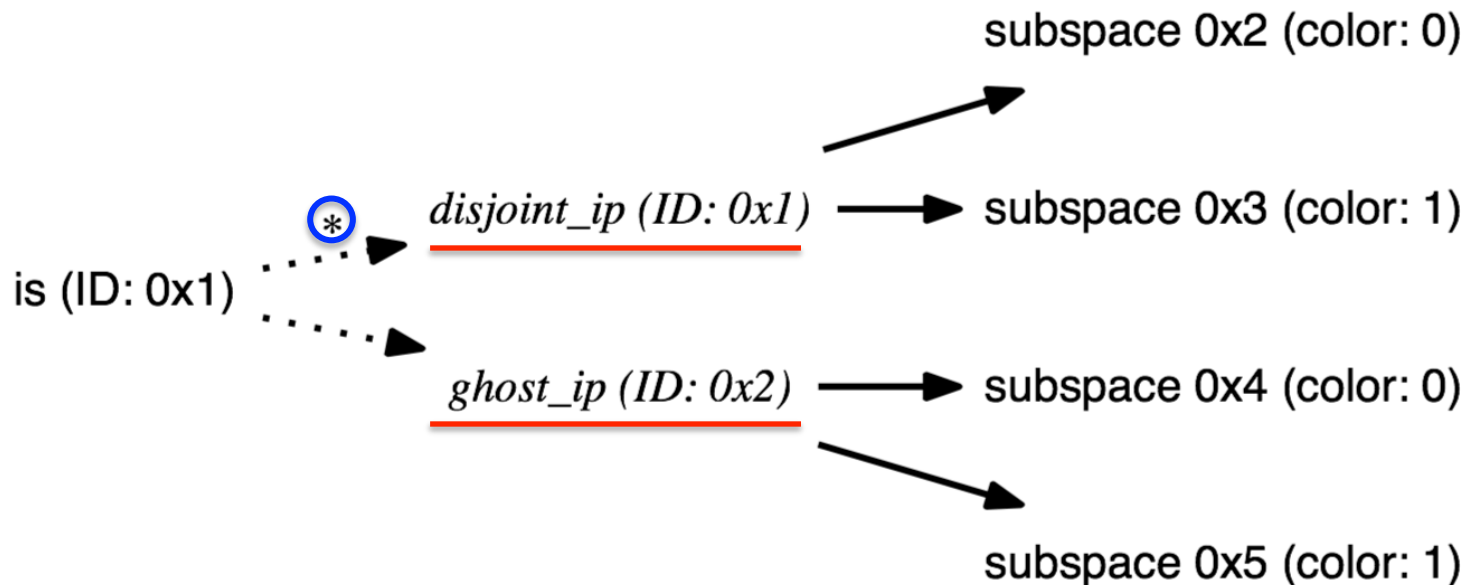 subspace 0x2 (color: 0)
*
disjoint_ip (ID: 0x1)
subspace 0x3 (color: 1)
is (ID: 0x1)
ghost_ip (ID: 0x2)
subspace 0x4 (color: 0)
subspace 0x5 (color: 1)